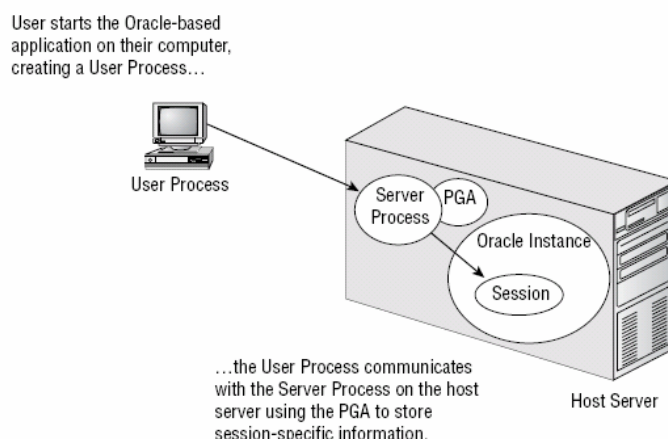 User starts the Oracle-based
application on their computer,
creating a User Process…
User Process
Server
Process
PGA
Oracle Instance
Session
…the User Process communicates
with the Server Process on the host
server using the PGA to store
session-specific information.
Host Server